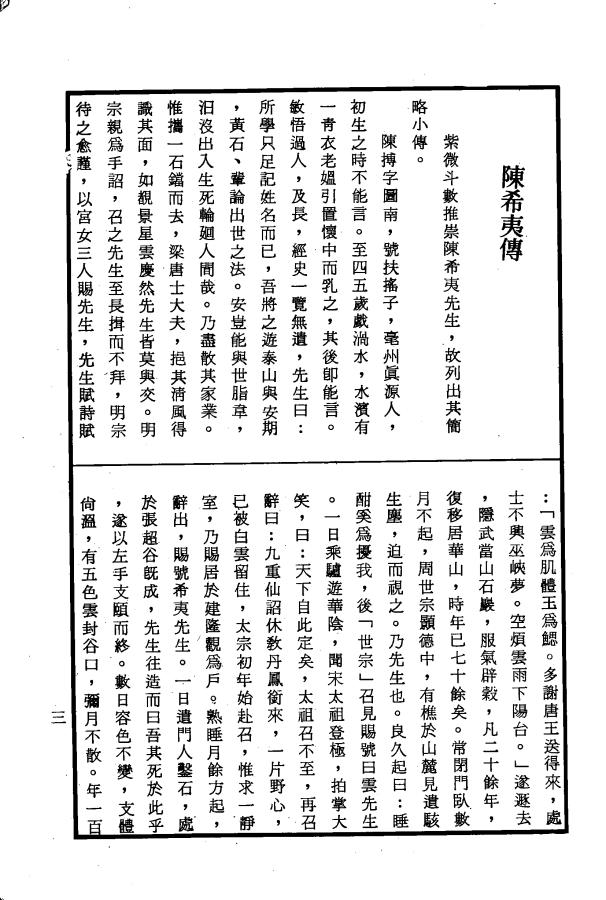 陳希夷傳
紫微斗數推崇陳希夷先生，故列出其簡
略小傳。
陳搏字圖南，號扶搖子，亳州眞源人，
初生之時不能言。至四五歲戲渦水，水濱有
一青衣老媼引置懷中而乳之，其後卽能言。
敏悟過人，及長，經史一覽無遺，先生曰：
所學只足記姓名而已，吾將之遊泰山與安期
，黃石、輩論出世之法。安豈能與世脂韋，
汩沒出入生死輪廻人間哉。乃盡散其家業。
惟攜一石鐺而去，梁唐士大夫，挹其淸風得
識其面，如覩景星雲慶然先生皆莫與交。明
宗親爲手詔，召之先生至長揖而不拜，明宗
待之愈謹，以宮女三人賜先生，先生賦詩賦
：「雲爲肌體玉爲鰓。多謝唐王送得來，處
士不興巫峽夢。空煩雲雨下陽台。」遂遯去
，隱武當山石巖，服氣辟穀，凡二十餘年，
復移居華山，時年已七十餘矣。常閉門臥數
月不起，周世宗顯德中，有樵於山麓見遺骸
生塵，迫而視之。乃先生也。良久起曰：睡
酣奚爲擾我，後「世宗」召見賜號曰雲先生
。一日乘驢遊華陰，聞宋太祖登極，拍掌大
笑，曰：天下自此定矣，太祖召不至，再召
辭曰：九重仙詔休敎丹鳳銜來，一片野心，
已被白雲留住，太宗初年始赴召，惟求一靜
室，乃賜居於建隆觀爲戶。熟睡月餘方起，
辭出，賜號希夷先生。一日遣門人鑿石，處
於張超谷旣成，先生往造而曰吾其死於此乎
，遂以左手支頤而終。數日容色不變，支體
尙溫，有五色雲封谷口，彌月不散。年一百
三